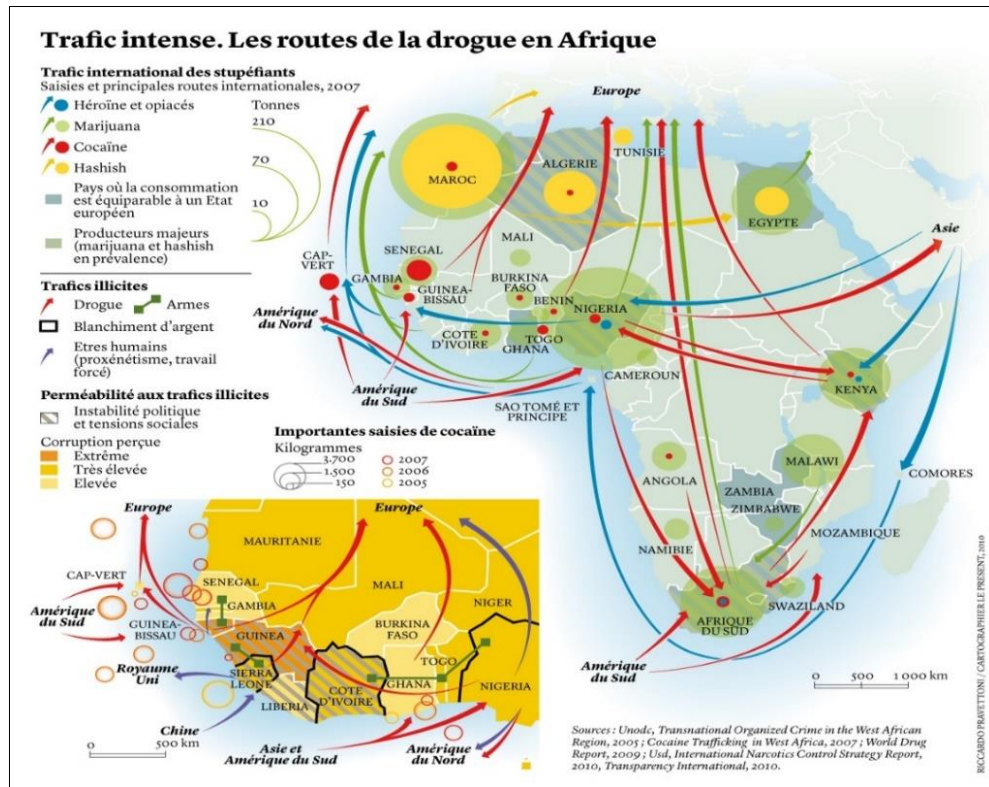 Trafic intense. Les routes de la drogue en Afrique
Trafic international des stupéfiants
Saisies et principales routes internationales, 2007
Héroïne et opiacés
Marijuana
Cocaïne
Hashish
Pays où la consommation
est équiparable à un Etat
européen
Producteurs majeurs
(marijuana et hashish
en prévalence)
Tonnes
210
70
10
Trafics illicites
Drogue
Armes
Blanchiment d'argent
Etres humains
(proxénétisme, travail
forcé)
Perméabilité aux trafics illicites
Instabilité politique
et tensions sociales
Corruption perçue
Extrême
Très élevée
Elevée
Importantes saisies de cocaïne
Kilogrammes
3.700
1.500
150
2007
2006
2005
Europe
MAROC
ALGERIE
TUNISIE
EGYPTE
Asie
CAP-
VERT
SENEGAL
GAMBIA
GUINEA-
BISSAU
MALI
BURKINA
FASO
BENIN
NIGERIA
Amérique
du Nord
COTE
D'IVOIRE
TOGO
GHANA
CAMEROUN
KENYA
Amérique
du Sud
SAO TOMÉ ET
PRINCIPE
ANGOLA
MALAWI
COMORES
ZAMBIA
ZIMBABWE
MOZAMBIQUE
NAMIBIE
SWAZILAND
AFRIQUE
DU SUD
Amérique
du Sud
0 500 1 000 km
Europe
Europe
MAURITANIE
CAP-VERT
SENEGAL
MALI
GAMBIA
NIGER
Amérique
du Sud
GUINEA-
BISSAU
GUINEA
BURKINA
FASO
Royaume
Uni
SIERRA
LEONE
TOGO
COTE
D'IVOIRE
GHANA
NIGERIA
LIBERIA
Chine
Asie et
Amérique du Sud
Amérique
du Nord
0 500 km
Sources : Unodc, Transnational Organized Crime in the West African
Region, 2005 ; Cocaine Trafficking in West Africa, 2007 ; World Drug
Report, 2009 ; Usd, International Narcotics Control Strategy Report,
2010, Transparency International, 2010.
RICCARDO PRAVETTONI / CARTOGRAPHIER LE PRESENT, 2010